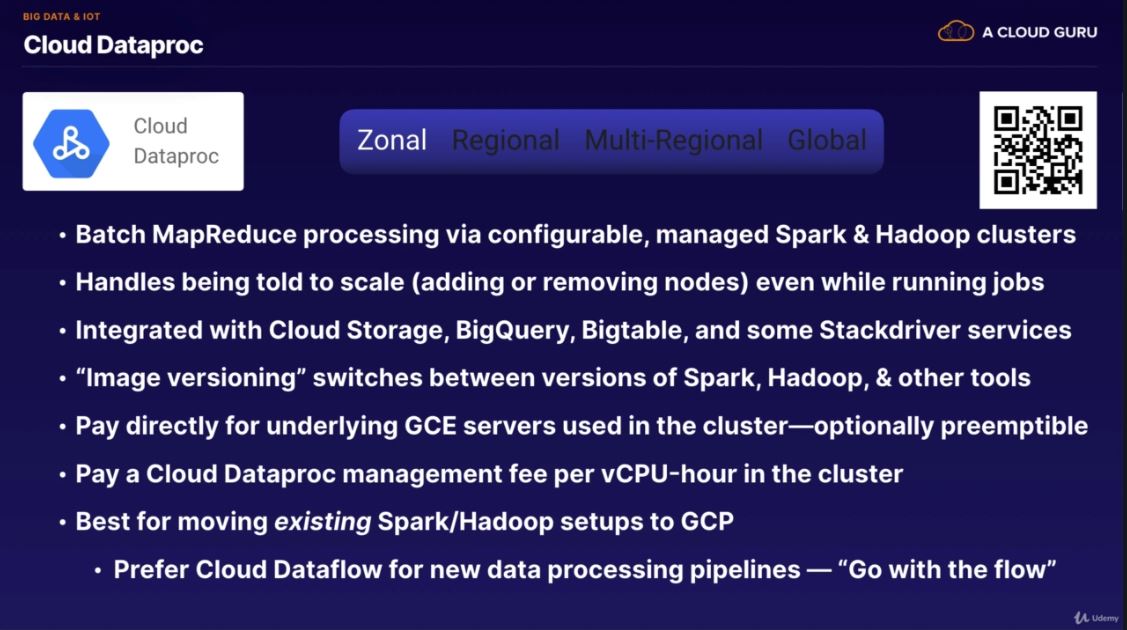 BIG DATA & IOT
Cloud Dataproc
A CLOUD GURU
Cloud
Dataproc
Zonal Regional Multi-Regional Global
• Batch MapReduce processing via configurable, managed Spark & Hadoop clusters
• Handles being told to scale (adding or removing nodes) even while running jobs
• Integrated with Cloud Storage, BigQuery, Bigtable, and some Stackdriver services
• “Image versioning” switches between versions of Spark, Hadoop, & other tools
• Pay directly for underlying GCE servers used in the cluster—optionally preemptible
• Pay a Cloud Dataproc management fee per vCPU-hour in the cluster
• Best for moving existing Spark/Hadoop setups to GCP
• Prefer Cloud Dataflow for new data processing pipelines — “Go with the flow”
Udemy